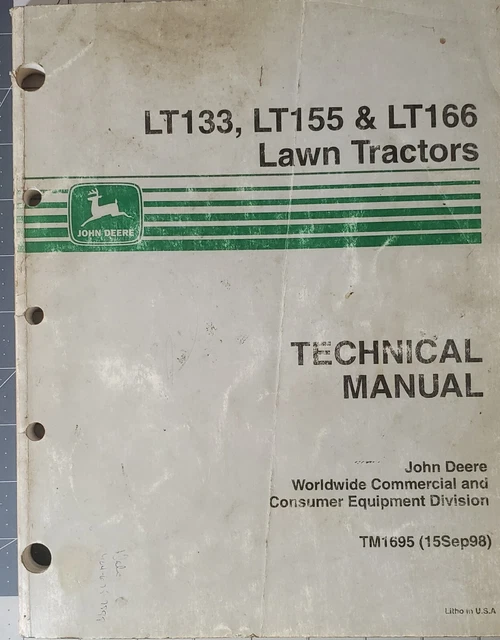 LT133, LT155 & LT166
Lawn Tractors
JOHN DEERE
TECHNICAL
MANUAL
John Deere
Worldwide Commercial and
Consumer Equipment Division
TM1695 (15Sep98)
Litho in U.S.A